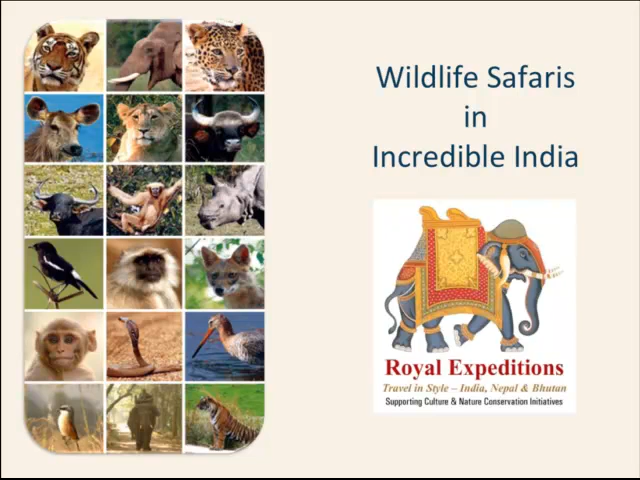 Wildlife Safaris
in
Incredible India
Royal Expeditions
Travel in Style – India, Nepal & Bhutan
Supporting Culture & Nature Conservation Initiatives